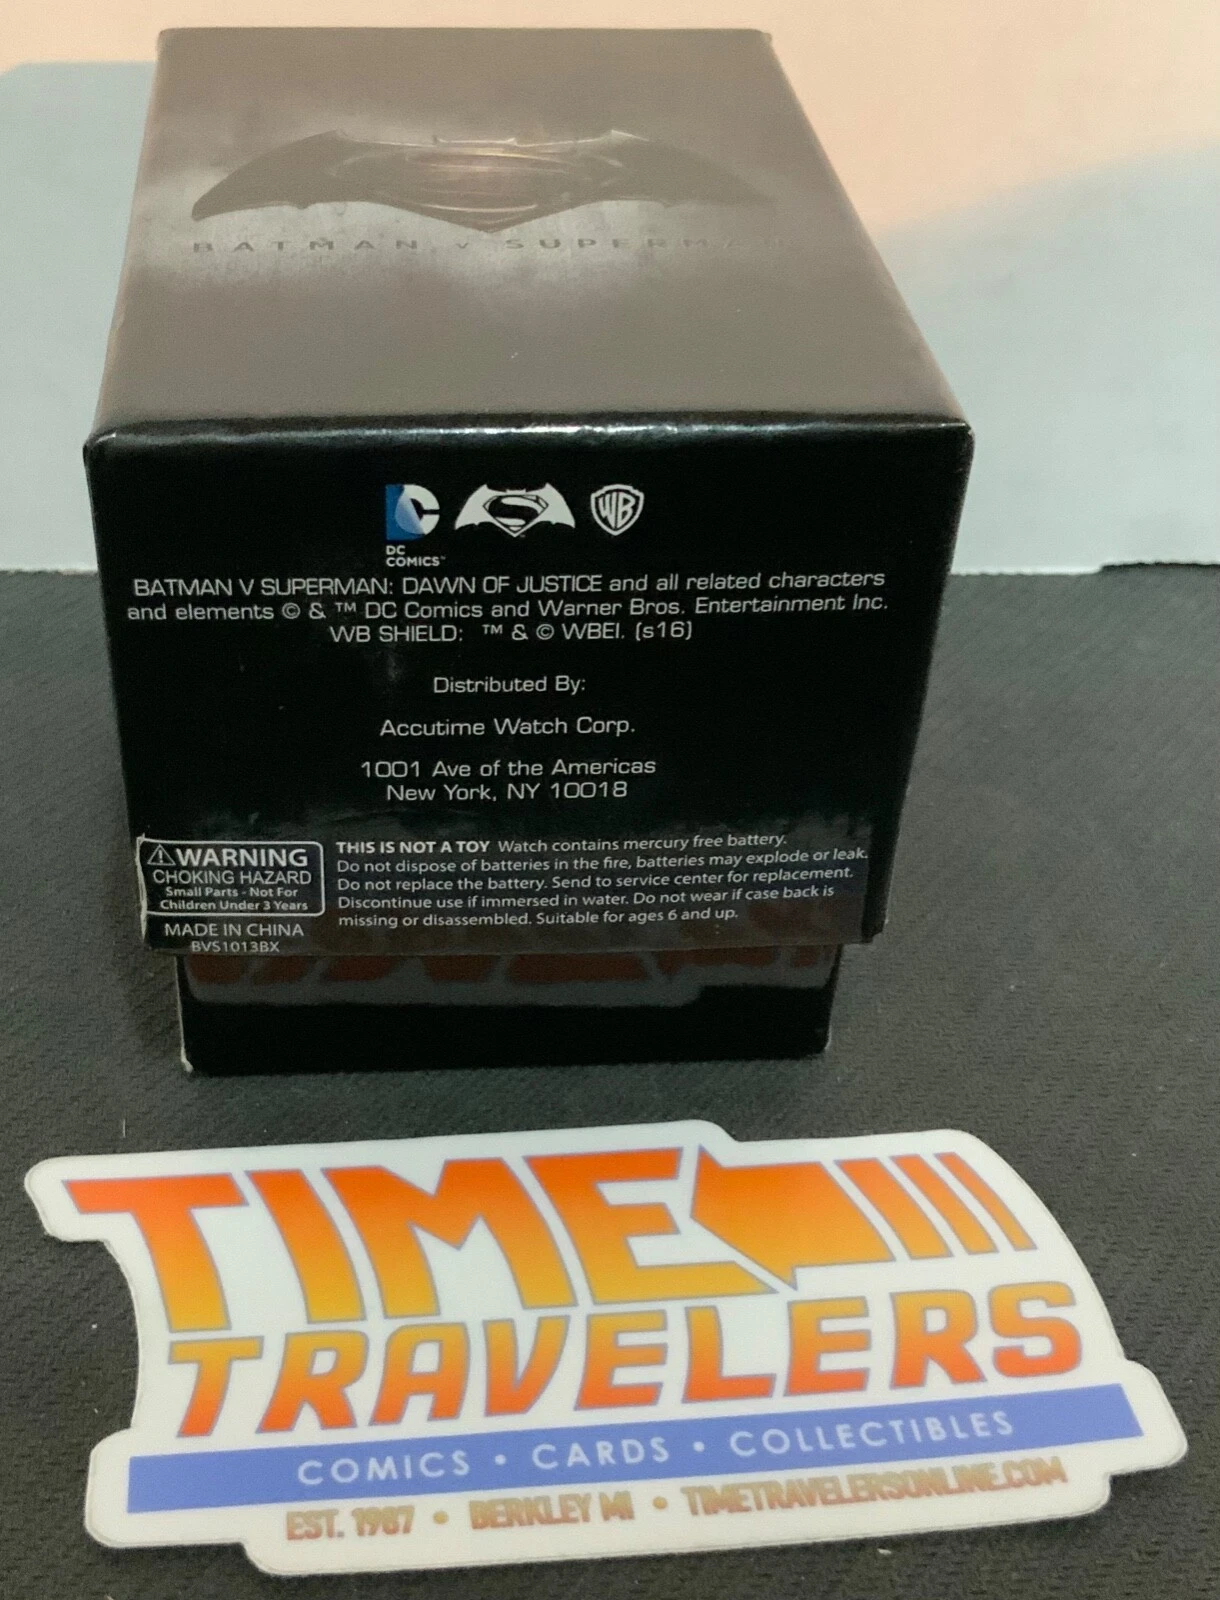 BATMAN v SUPERMAN
DC
COMICS™
WB
BATMAN V SUPERMAN: DAWN OF JUSTICE and all related characters
and elements © & ™ DC Comics and Warner Bros. Entertainment Inc.
WB SHIELD: ™ & © WBEI. (s16)
Distributed By:
Accutime Watch Corp.
1001 Ave of the Americas
New York, NY 10018
⚠WARNING
CHOKING HAZARD
Small Parts - Not For
Children Under 3 Years
MADE IN CHINA
BVS1013BX
THIS IS NOT A TOY Watch contains mercury free battery.
Do not dispose of batteries in the fire, batteries may explode or leak.
Do not replace the battery. Send to service center for replacement.
Discontinue use if immersed in water. Do not wear if case back is
missing or disassembled. Suitable for ages 6 and up.
TIME
TRAVELERS
COMICS • CARDS • COLLECTIBLES
EST. 1987 • BERKLEY MI • TIMETRAVELERSONLINE.COM